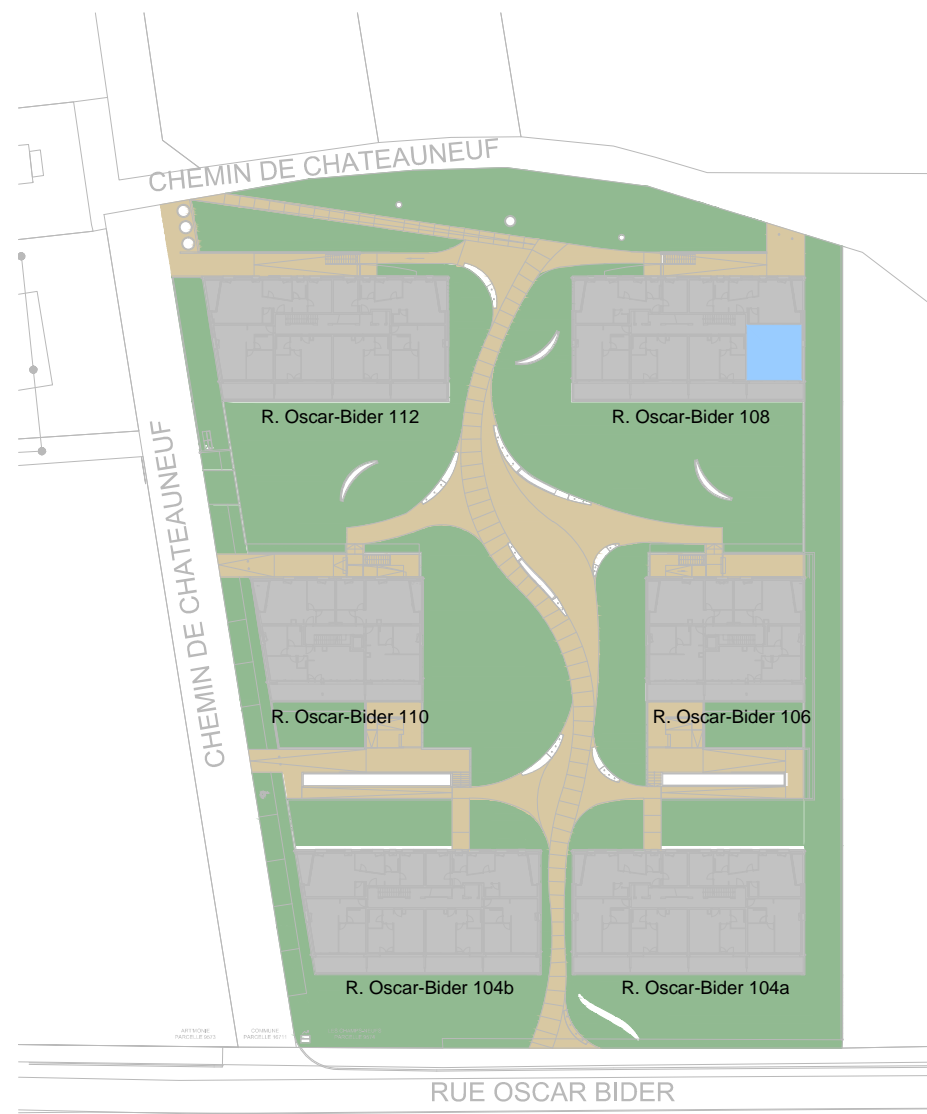 CHEMIN DE CHATEAUNEUF
R. Oscar-Bider 112
R. Oscar-Bider 108
CHEMIN DE CHATEAUNEUF
R. Oscar-Bider 110
R. Oscar-Bider 106
R. Oscar-Bider 104b
R. Oscar-Bider 104a
COMMUNE
RUE OSCAR BIDER